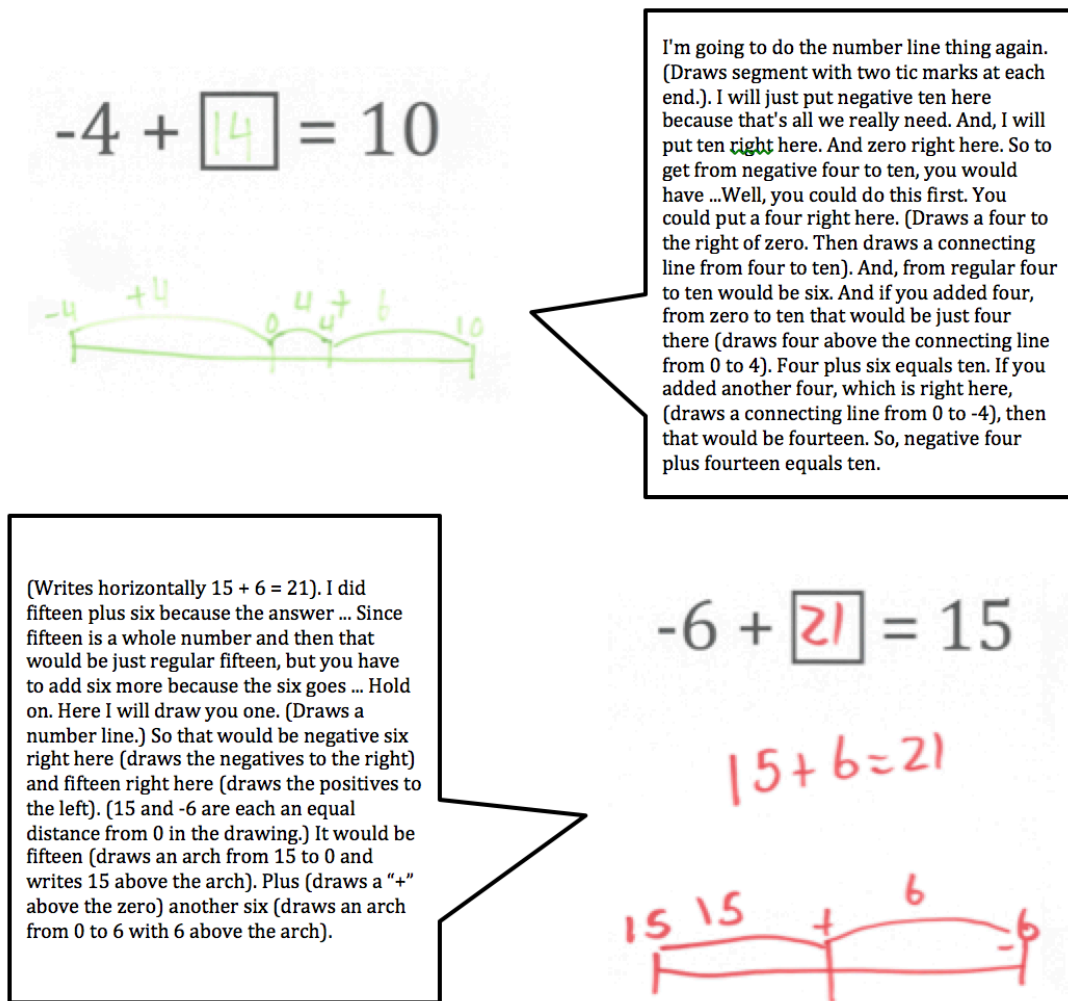 -4 + 14 = 10
-4 +4 0 4 + 4 6 10
I'm going to do the number line thing again.
(Draws segment with two tic marks at each
end.). I will just put negative ten here
because that's all we really need. And, I will
put ten right here. And zero right here. So to
get from negative four to ten, you would
have ...Well, you could do this first. You
could put a four right here. (Draws a four to
the right of zero. Then draws a connecting
line from four to ten). And, from regular four
to ten would be six. And if you added four,
from zero to ten that would be just four
there (draws four above the connecting line
from 0 to 4). Four plus six equals ten. If you
added another four, which is right here,
(draws a connecting line from 0 to -4), then
that would be fourteen. So, negative four
plus fourteen equals ten.
(Writes horizontally 15 + 6 = 21). I did
fifteen plus six because the answer ... Since
fifteen is a whole number and then that
would be just regular fifteen, but you have
to add six more because the six goes ... Hold
on. Here I will draw you one. (Draws a
number line.) So that would be negative six
right here (draws the negatives to the right)
and fifteen right here (draws the positives to
the left). (15 and -6 are each an equal
distance from 0 in the drawing.) It would be
fifteen (draws an arch from 15 to 0 and
writes 15 above the arch). Plus (draws a “+”
above the zero) another six (draws an arch
from 0 to 6 with 6 above the arch).
-6 + 21 = 15
15+6=21
15 15 + 6 -6